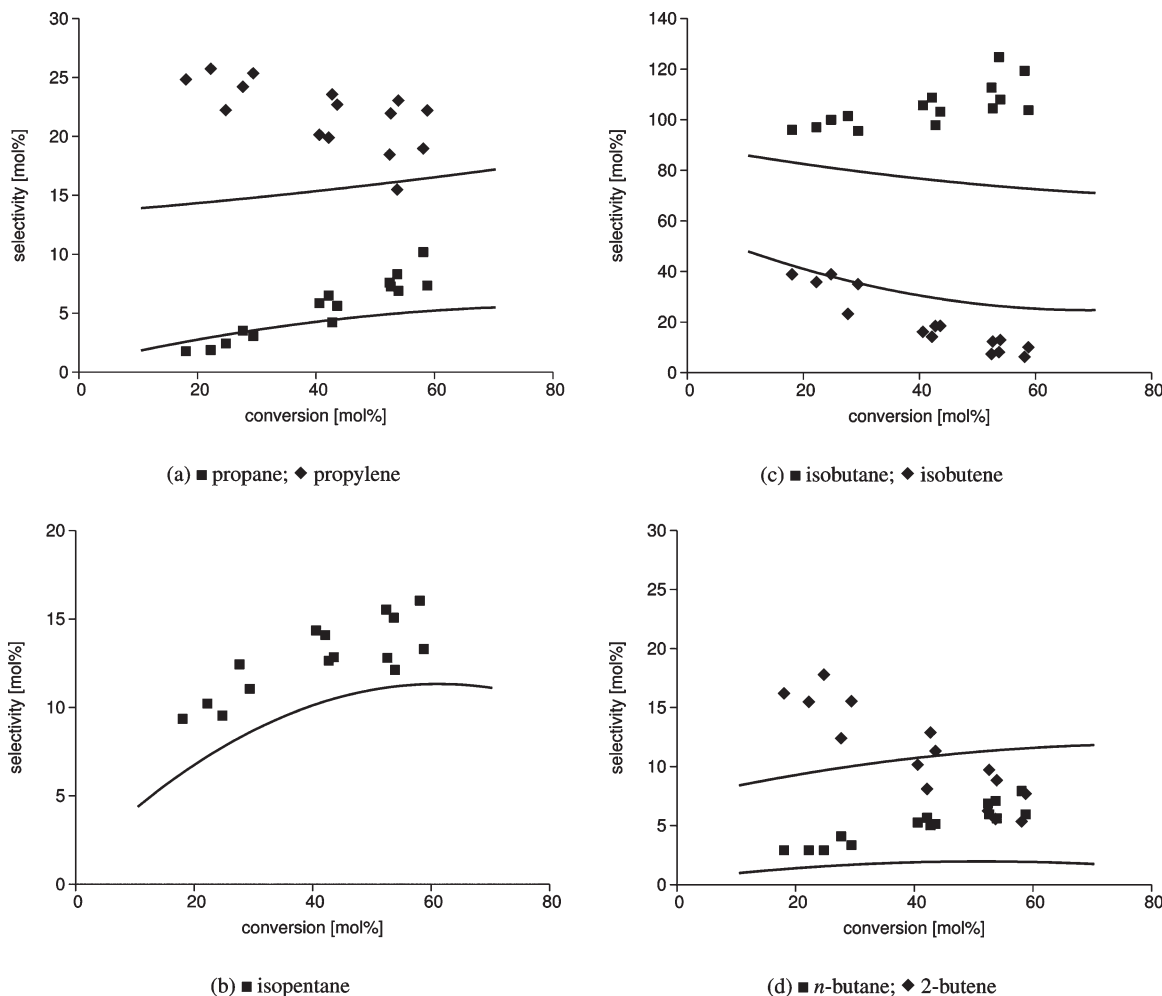 30
25
20
15
10
5
0
0 20 40 60 80
selectivity [mol%]
conversion [mol%]
(a) ■ propane; ◆ propylene
140
120
100
80
60
40
20
0
0 20 40 60 80
selectivity [mol%]
conversion [mol%]
(c) ■ isobutane; ◆ isobutene
20
15
10
5
0
0 20 40 60 80
selectivity [mol%]
conversion [mol%]
(b) ■ isopentane
30
25
20
15
10
5
0
0 20 40 60 80
selectivity [mol%]
conversion [mol%]
(d) ■ n-butane; ◆ 2-butene